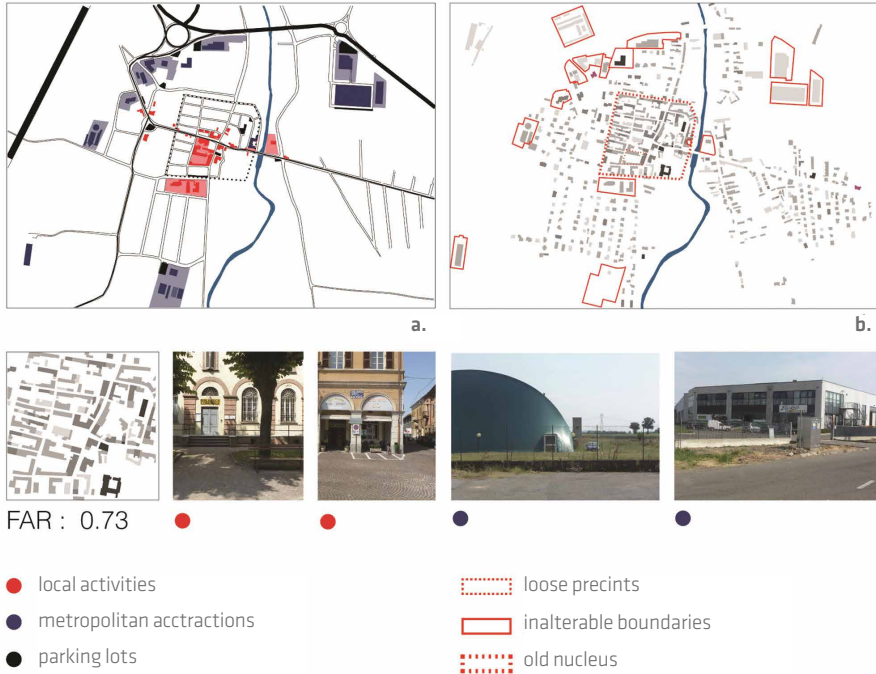 a.
b.
FAR : 0.73
local activities
metropolitan acctractions
parking lots
loose precints
inalterable boundaries
old nucleus